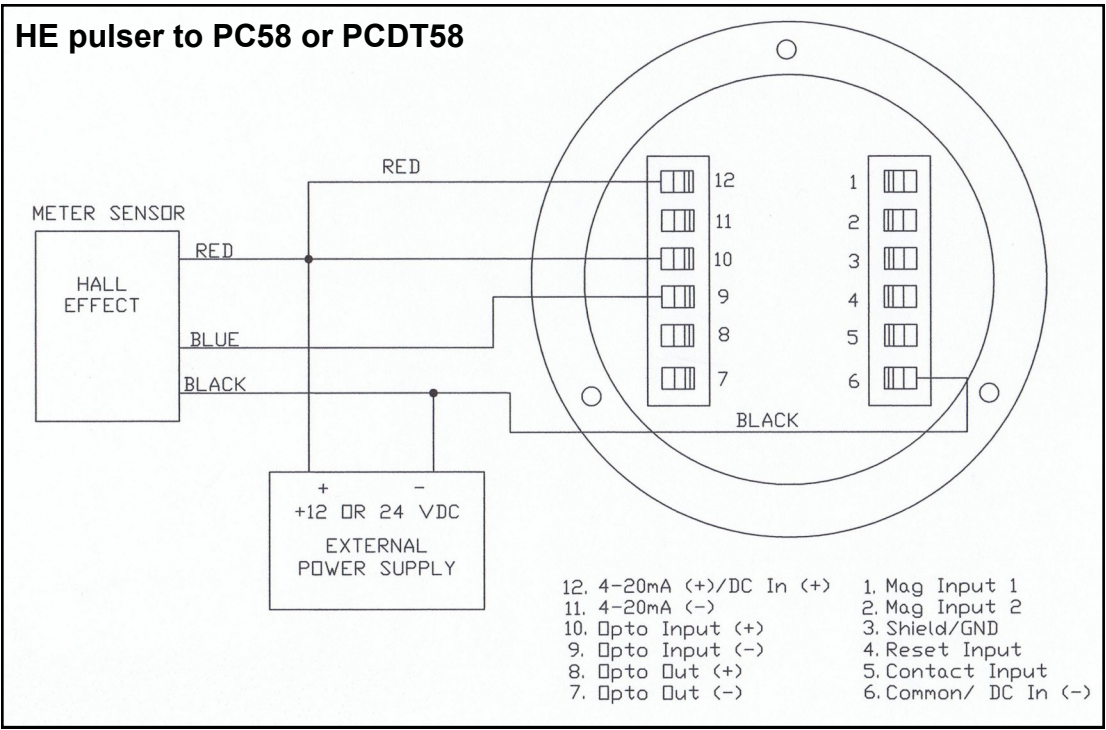 HE pulser to PC58 or PCDT58
RED
METER SENSOR
RED
HALL
EFFECT
BLUE
BLACK
12
11
10
9
8
7
1
2
3
4
5
6
BLACK
+ -
+12 OR 24 VDC
EXTERNAL
POWER SUPPLY
12. 4-20mA (+)/DC In (+)
11. 4-20mA (-)
10. Opto Input (+)
9. Opto Input (-)
8. Opto Out (+)
7. Opto Out (-)
1. Mag Input 1
2. Mag Input 2
3. Shield/GND
4. Reset Input
5. Contact Input
6. Common/ DC In (-)